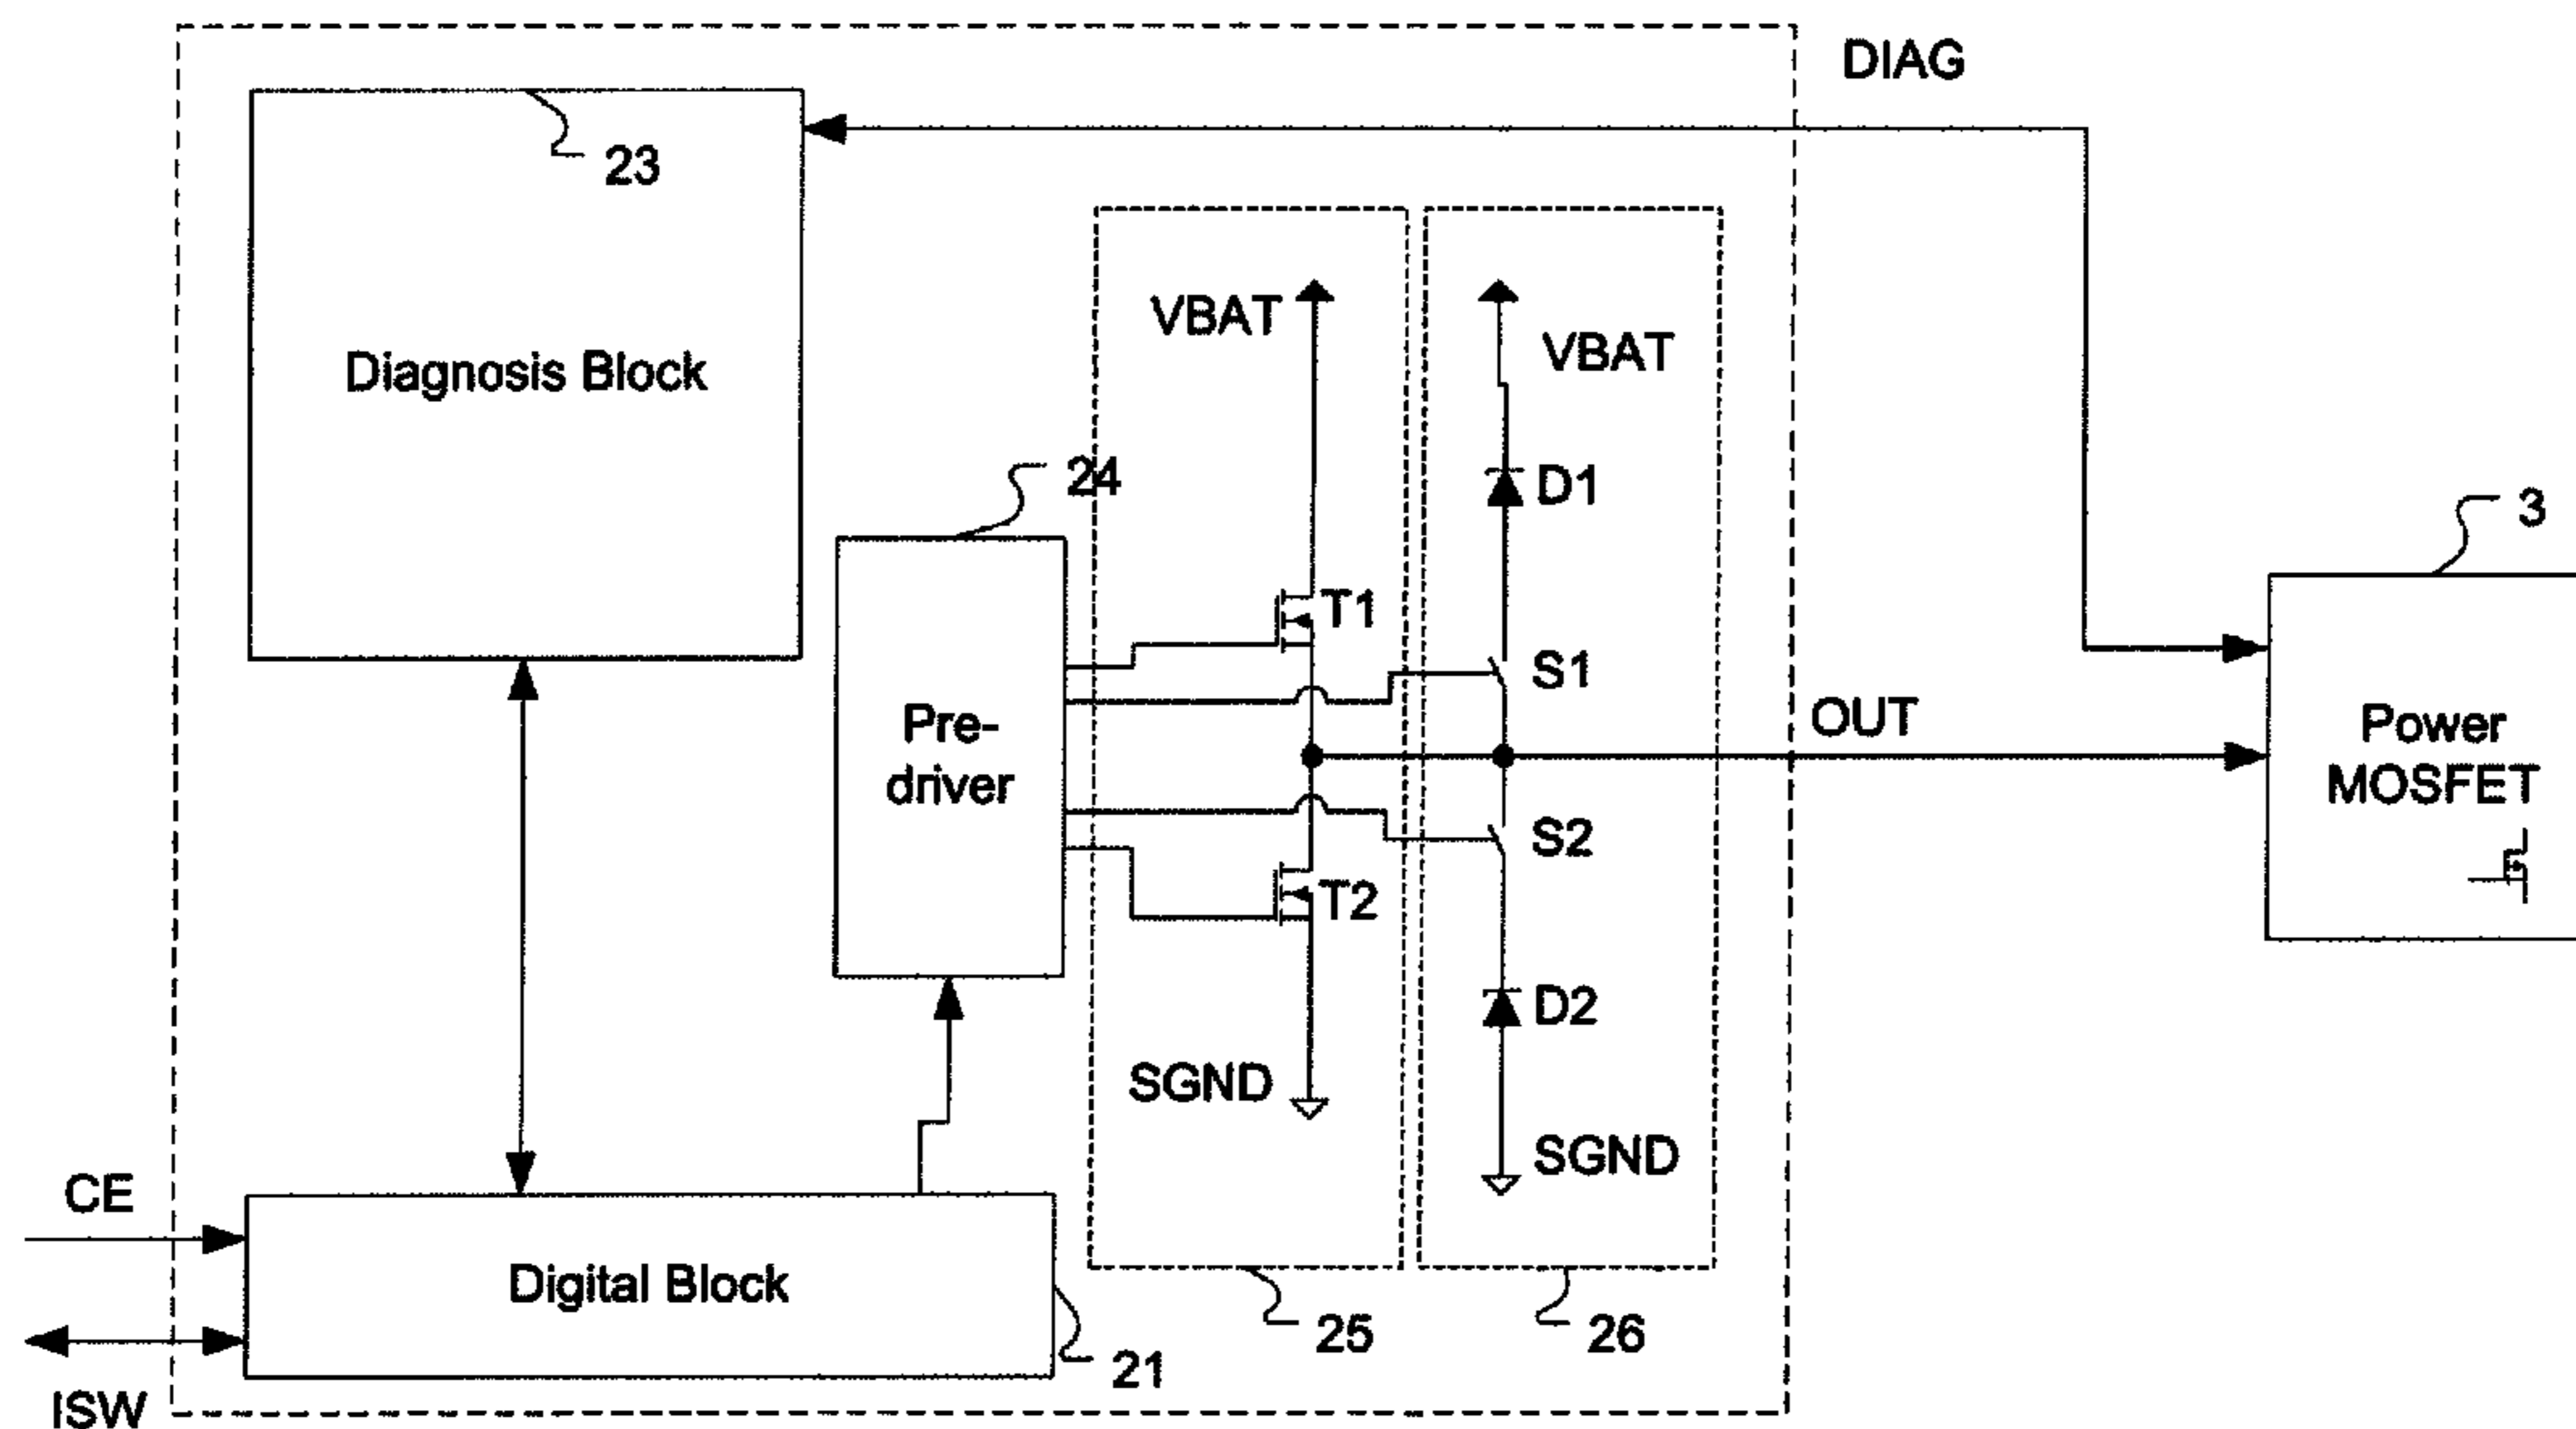 DIAG
23
Diagnosis Block
VBAT
VBAT
24
D1
3
T1
S1
Pre-
driver
OUT
Power
MOSFET
S2
T2
D2
SGND
SGND
CE
Digital Block
25
26
21
ISW